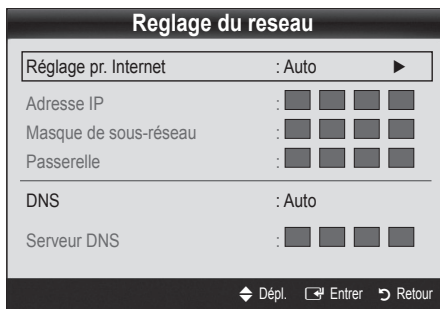 Reglage du reseau
Réglage pr. Internet : Auto ►
Adresse IP :
Masque de sous-réseau :
Passerelle :
DNS : Auto
Serveur DNS :
Dépl. Entrer Retour